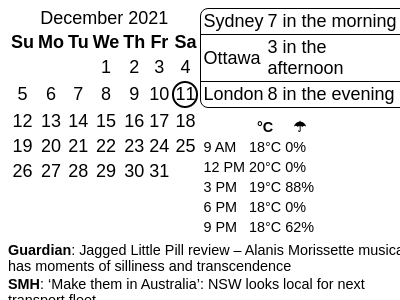 December 2021
Su Mo Tu We Th Fr Sa
1 2 3 4
5 6 7 8 9 10 11
12 13 14 15 16 17 18
19 20 21 22 23 24 25
26 27 28 29 30 31
Sydney 7 in the morning
Ottawa 3 in the
afternoon
London 8 in the evening
°C ☂
9 AM 18°C 0%
12 PM 20°C 0%
3 PM 19°C 88%
6 PM 18°C 0%
9 PM 18°C 62%
Guardian: Jagged Little Pill review – Alanis Morissette musica
has moments of silliness and transcendence
SMH: ‘Make them in Australia’: NSW looks local for next
transport fleet